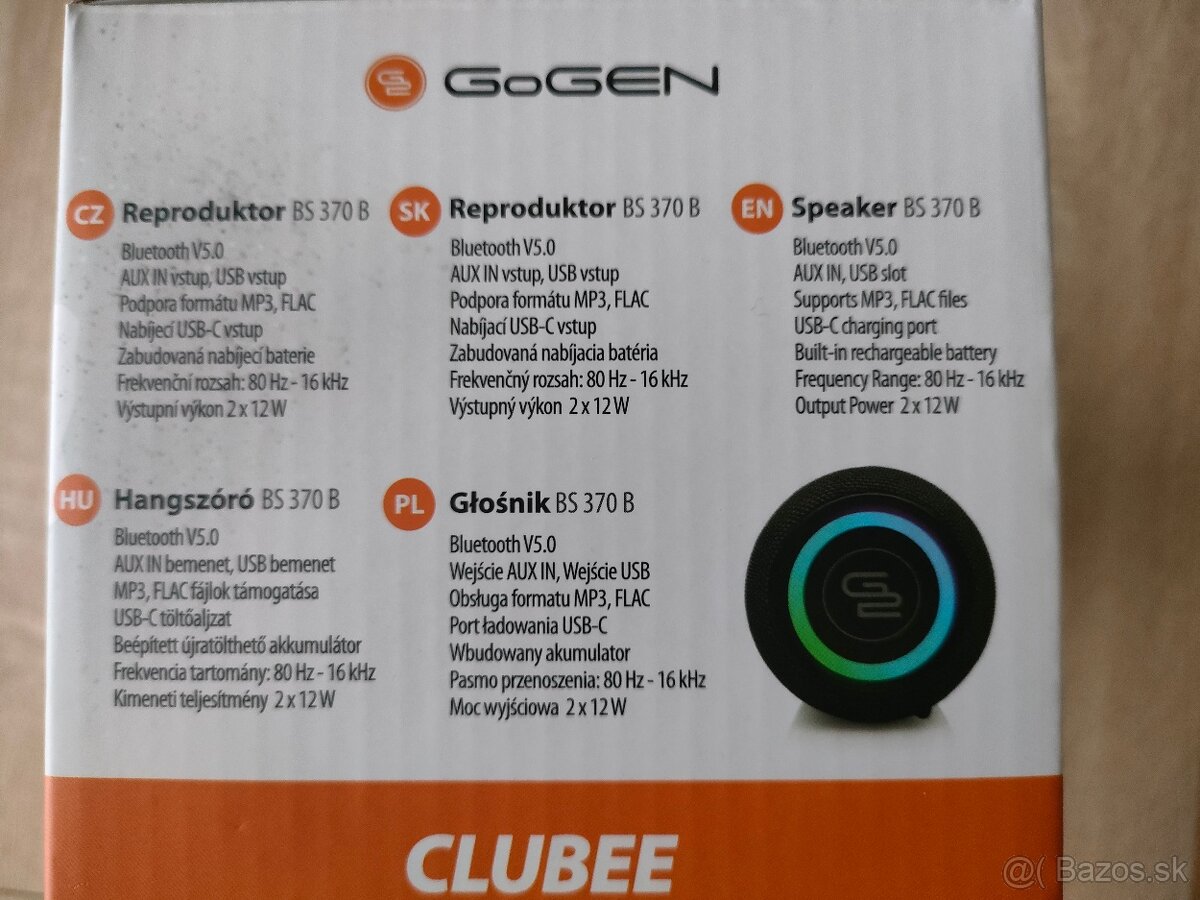 GoGEN
CZ Reproduktor BS 370 B
Bluetooth V5.0
AUX IN vstup, USB vstup
Podpora formátu MP3, FLAC
Nabíjecí USB-C vstup
Zabudovaná nabíjecí baterie
Frekvenční rozsah: 80 Hz - 16 kHz
Výstupní výkon 2 x 12 W
SK Reproduktor BS 370 B
Bluetooth V5.0
AUX IN vstup, USB vstup
Podpora formátu MP3, FLAC
Nabíjací USB-C vstup
Zabudovaná nabíjacia batéria
Frekvenčný rozsah: 80 Hz - 16 kHz
Výstupný výkon 2 x 12 W
EN Speaker BS 370 B
Bluetooth V5.0
AUX IN, USB slot
Supports MP3, FLAC files
USB-C charging port
Built-in rechargeable battery
Frequency Range: 80 Hz - 16 kHz
Output Power 2 x 12 W
HU Hangszóró BS 370 B
Bluetooth V5.0
AUX IN bemenet, USB bemenet
MP3, FLAC fájlok támogatása
USB-C töltőaljzat
Beépített újratölthető akkumulátor
Frekvencia tartomány: 80 Hz - 16 kHz
Kimeneti teljesítmény 2 x 12 W
PL Głośnik BS 370 B
Bluetooth V5.0
Wejście AUX IN, Wejście USB
Obsługa formatu MP3, FLAC
Port ładowania USB-C
Wbudowany akumulator
Pasmo przenoszenia: 80 Hz - 16 kHz
Moc wyjściowa 2 x 12 W
CLUBEE
@( Bazos.sk